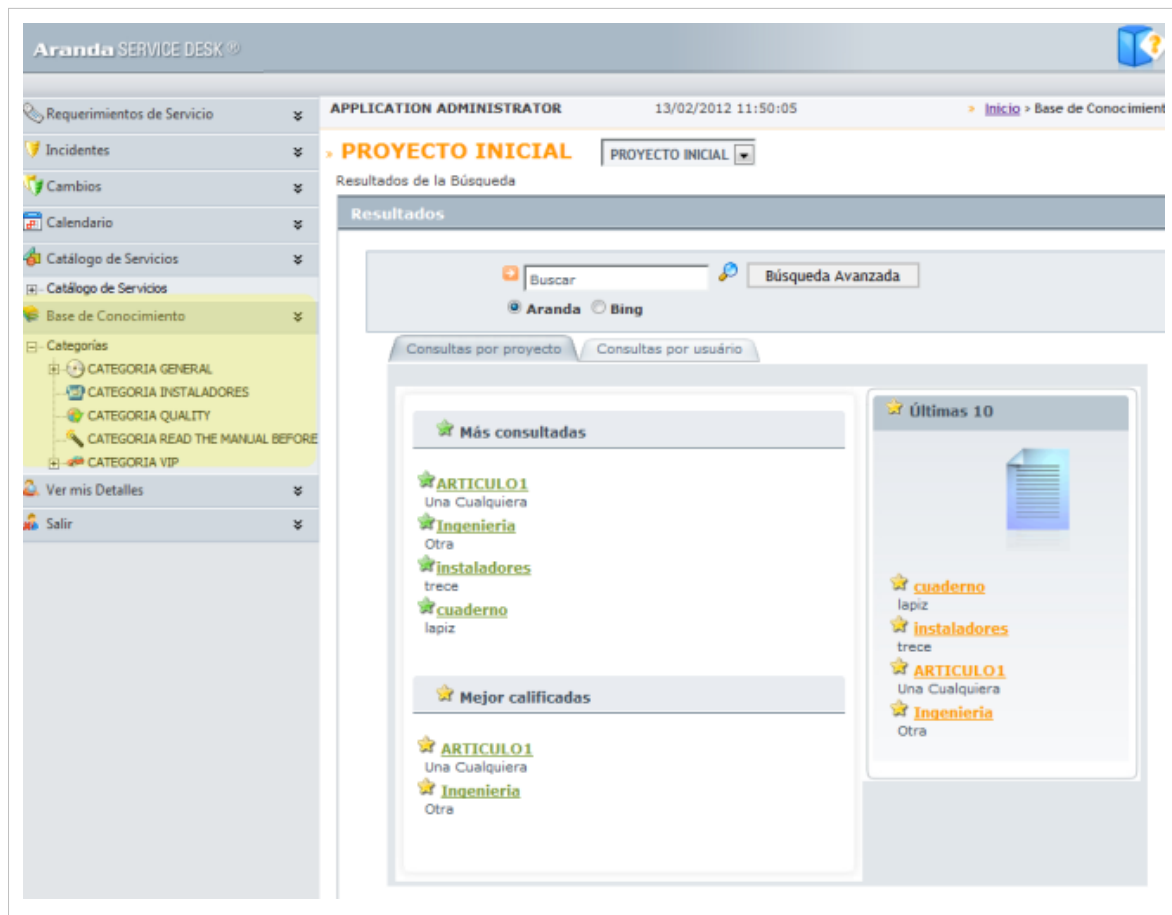 Aranda SERVICE DESK ®
Requerimientos de Servicio
Incidentes
Cambios
Calendario
Catálogo de Servicios
Catálogo de Servicios
Base de Conocimiento
Categorías
CATEGORIA GENERAL
CATEGORIA INSTALADORES
CATEGORIA QUALITY
CATEGORIA READ THE MANUAL BEFORE
CATEGORIA VIP
Ver mis Detalles
Salir
APPLICATION ADMINISTRATOR 13/02/2012 11:50:05 » Inicio > Base de Conocimient
» PROYECTO INICIAL PROYECTO INICIAL
Resultados de la Búsqueda
Resultados
Buscar Búsqueda Avanzada
Aranda Bing
Consultas por proyecto Consultas por usuário
Más consultadas
ARTICULO1
Una Cualquiera
Ingenieria
Otra
instaladores
trece
cuaderno
lapiz
Mejor calificadas
ARTICULO1
Una Cualquiera
Ingenieria
Otra
Últimas 10
cuaderno
lapiz
instaladores
trece
ARTICULO1
Una Cualquiera
Ingenieria
Otra